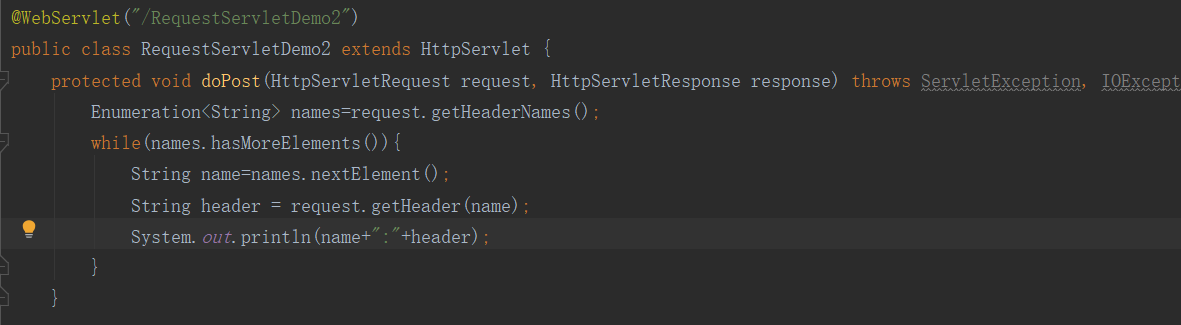 @WebServlet("/RequestServletDemo2")
public class RequestServletDemo2 extends HttpServlet {
protected void doPost(HttpServletRequest request, HttpServletResponse response) throws ServletException, IOExcept
Enumeration<String> names=request.getHeaderNames();
while(names.hasMoreElements()){
String name=names.nextElement();
String header = request.getHeader(name);
System.out.println(name+":"+header);
}
}